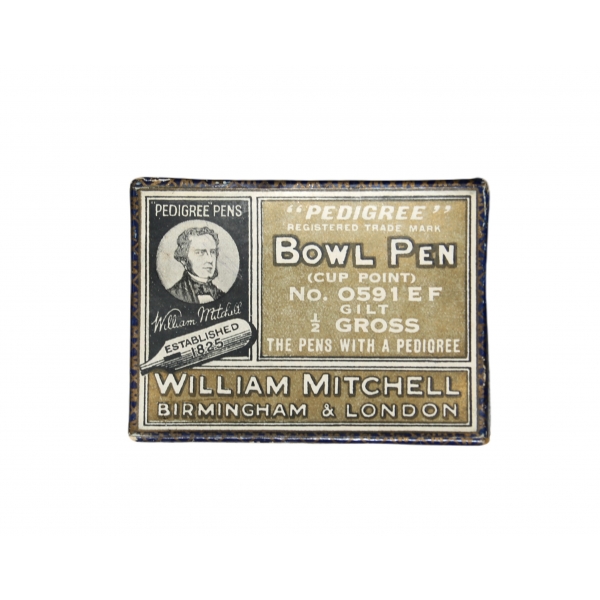 "PEDIGREE" PENS
William Mitchell
ESTABLISHED
1825
"PEDIGREE"
REGISTERED TRADE MARK
BOWL PEN
(CUP POINT)
No. 0591 E F
GILT
½ GROSS
THE PENS WITH A PEDIGREE
WILLIAM MITCHELL
BIRMINGHAM & LONDON